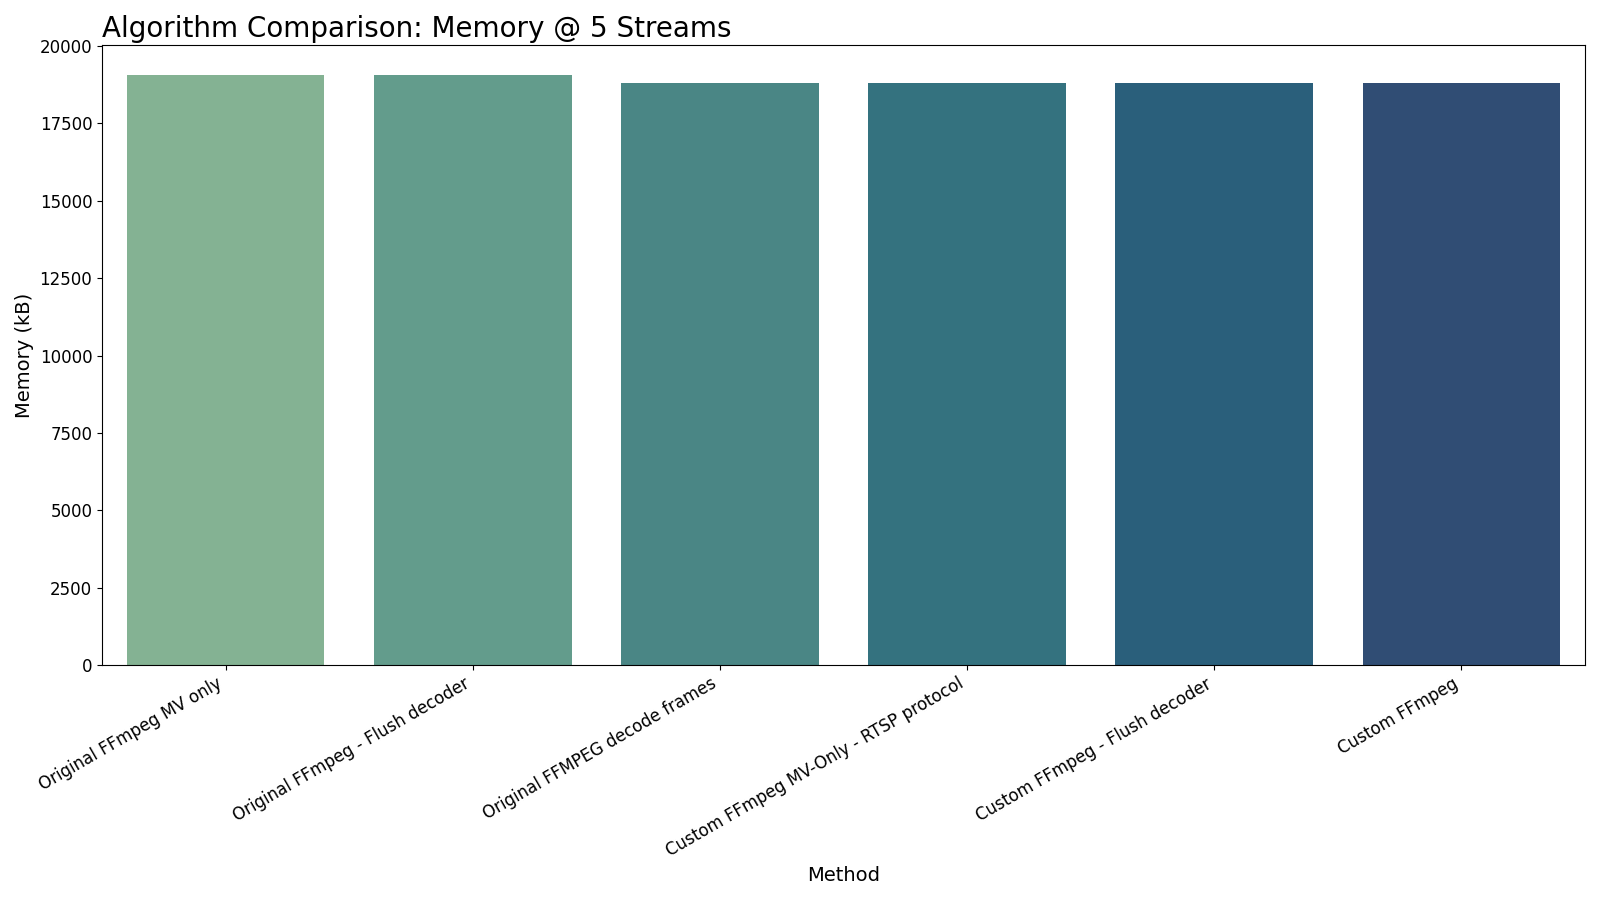 Algorithm Comparison: Memory @ 5 Streams
20000
17500
15000
12500
10000
7500
5000
2500
0
Memory (kB)
Original FFmpeg MV only
Original FFmpeg - Flush decoder
Original FFMPEG decode frames
Custom FFmpeg MV-Only - RTSP protocol
Custom FFmpeg - Flush decoder
Custom FFmpeg
Method